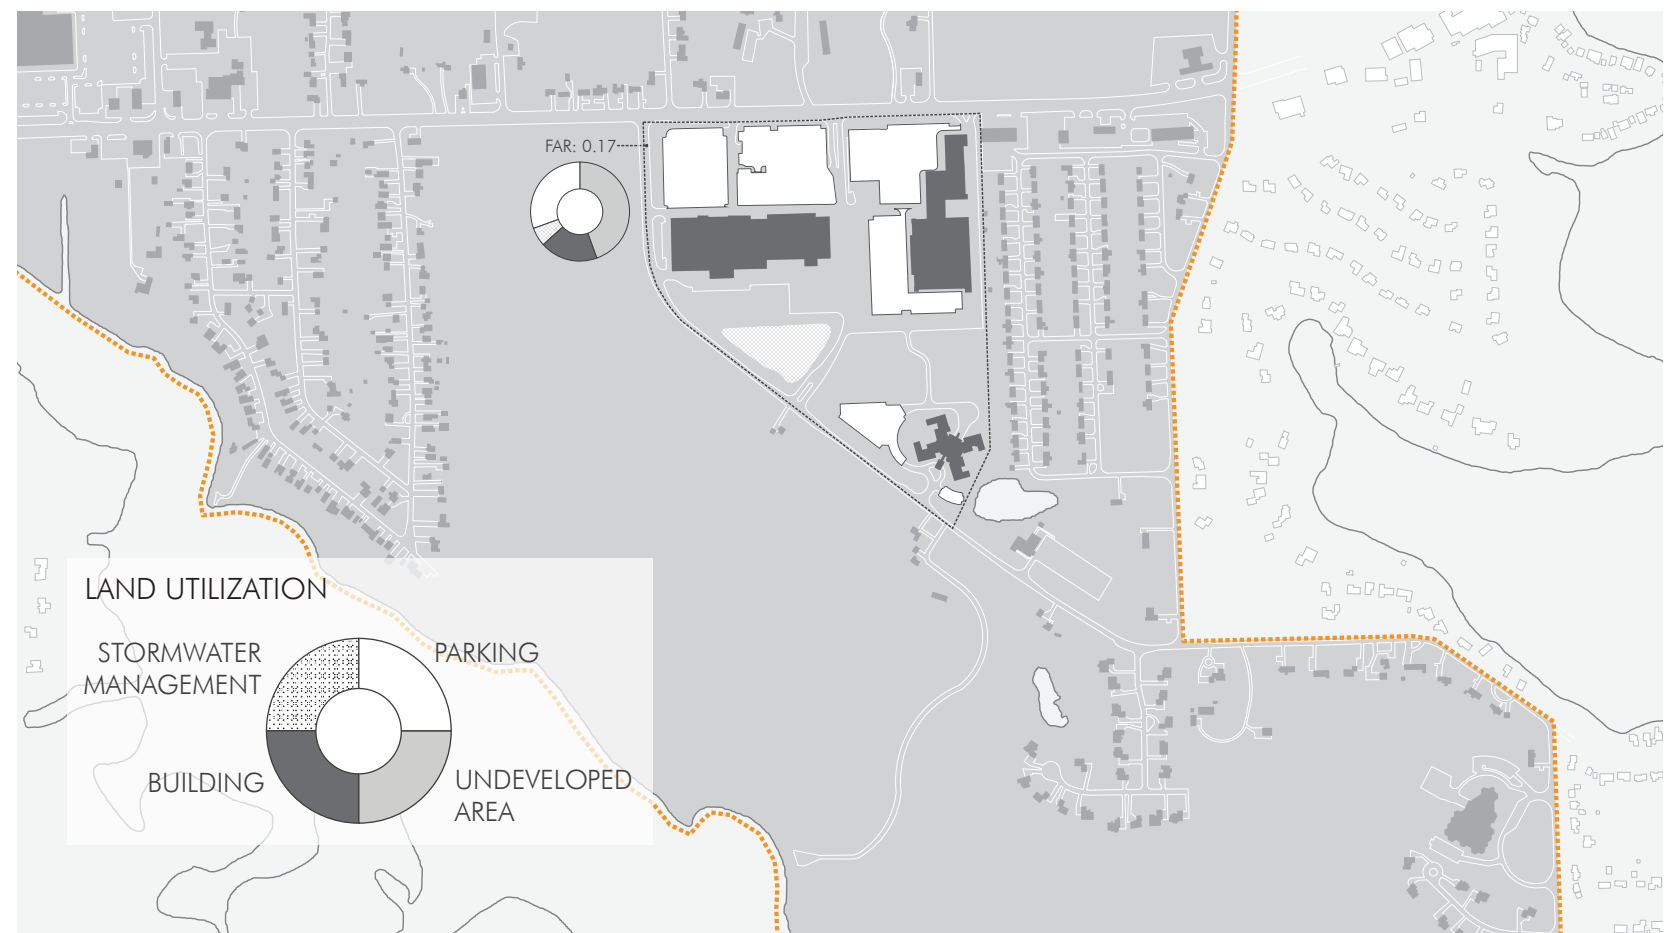 FAR: 0.17
LAND UTILIZATION
STORMWATER
MANAGEMENT
PARKING
BUILDING
UNDEVELOPED
AREA